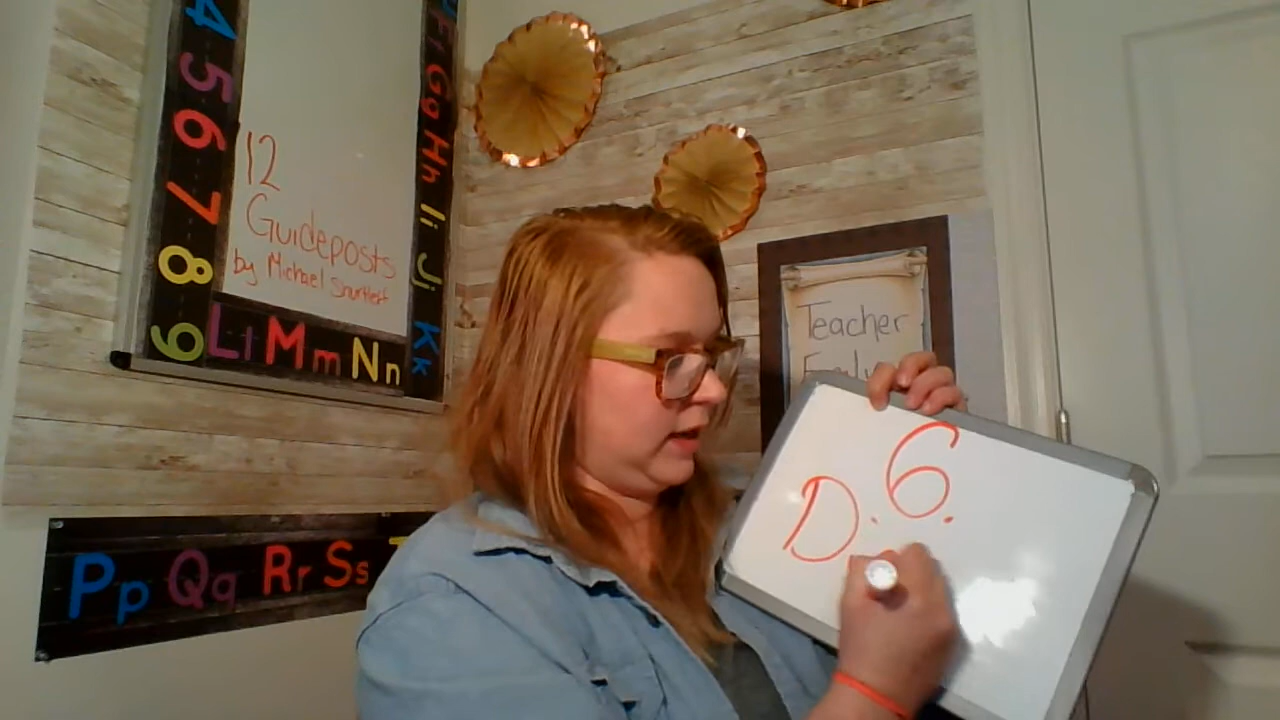 4
5
6
7
8
9
12
Guideposts
by Michael Shurtleff
Ff
Gg
Hh
Ii
Jj
Kk
Ll Mm Nn
Pp Qq Rr Ss
Teacher
D.6.